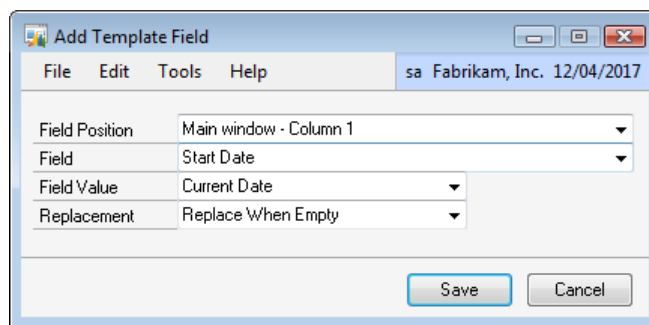 Add Template Field
File Edit Tools Help sa Fabrikam, Inc. 12/04/2017
Field Position Main window - Column 1
Field Start Date
Field Value Current Date
Replacement Replace When Empty
Save Cancel